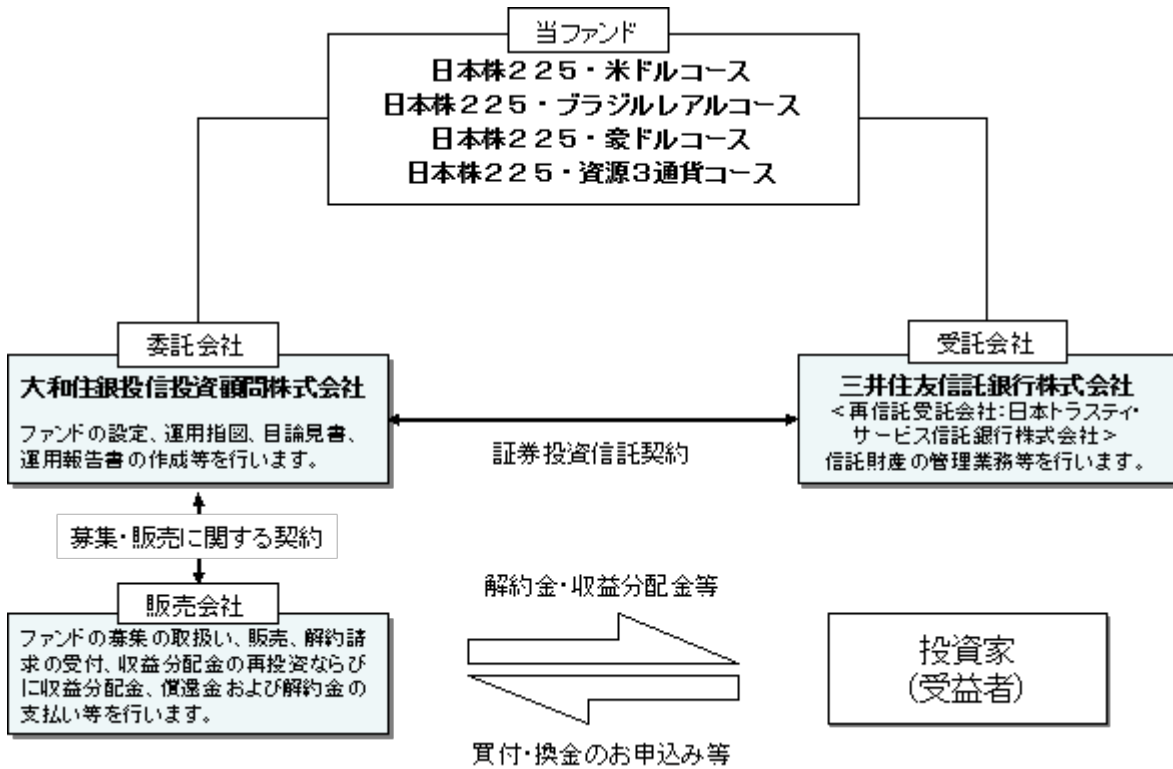 当ファンド
日本株２２５・米ドルコース
日本株２２５・ブラジルレアルコース
日本株２２５・豪ドルコース
日本株２２５・資源３通貨コース
委託会社
大和住銀投信投資顧問株式会社
ファンドの設定、運用指図、目論見書、
運用報告書の作成等を行います。
受託会社
三井住友信託銀行株式会社
＜再信託受託会社：日本トラスティ・
サービス信託銀行株式会社＞
信託財産の管理業務等を行います。
証券投資信託契約
募集・販売に関する契約
販売会社
ファンドの募集の取扱い、販売、解約請
求の受付、収益分配金の再投資ならび
に収益分配金、償還金および解約金の
支払い等を行います。
解約金・収益分配金等
買付・換金のお申込み等
投資家
(受益者)